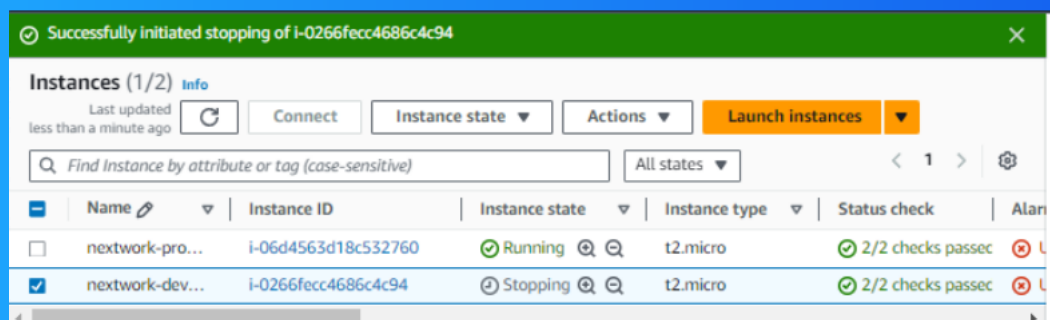 Successfully initiated stopping of i-0266fecc4686c4c94
Instances (1/2) Info
Last updated
less than a minute ago
Connect
Instance state
Actions
Launch instances
Find Instance by attribute or tag (case-sensitive)
All states
1
Name Instance ID Instance state Instance type Status check Alar
nextwork-pro... i-06d4563d18c532760 Running t2.micro 2/2 checks passec U
nextwork-dev... i-0266fecc4686c4c94 Stopping t2.micro 2/2 checks passec U